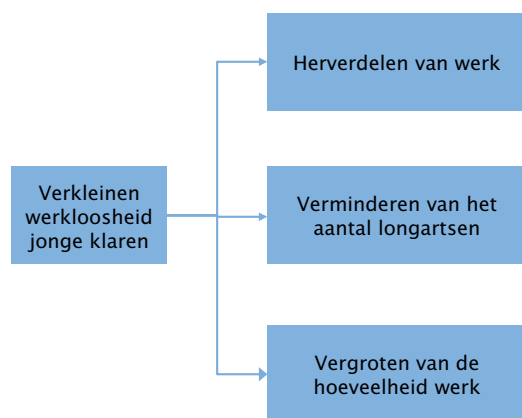 Herverdelen van werk
Verkleinen
werkloosheid
jonge klaren
Verminderen van het
aantal longartsen
Vergroten van de
hoeveelheid werk